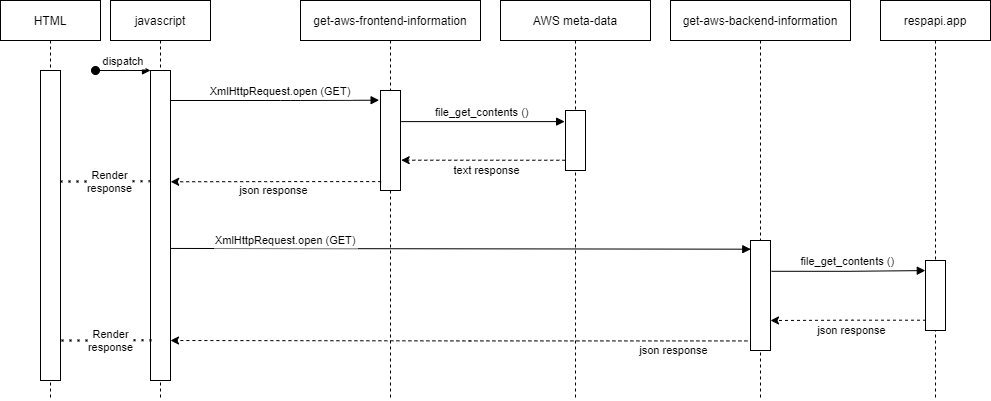 HTML
javascript
get-aws-frontend-information
AWS meta-data
get-aws-backend-information
respapi.app
dispatch
XmlHttpRequest.open (GET)
file_get_contents ()
text response
Render
response
json response
XmlHttpRequest.open (GET)
file_get_contents ()
json response
Render
response
json response